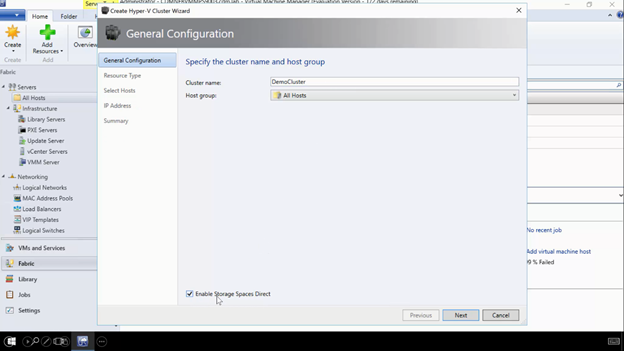 Administrator - 
Virtual Machine Manager (Evaluation Version - 172 days remaining)
Serv
Home Folder
Create
Add Resources
Overview
Create
Add
Fabric
Servers
All Hosts
Infrastructure
Library Servers
PXE Servers
Update Server
vCenter Servers
VMM Server
Networking
Logical Networks
MAC Address Pools
Load Balancers
VIP Templates
Logical Switches
VMs and Services
Fabric
Library
Jobs
Settings
Create Hyper-V Cluster Wizard
General Configuration
General Configuration
Resource Type
Select Hosts
IP Address
Summary
Specify the cluster name and host group
Cluster name: DemoCluster
Host group: All Hosts
Enable Storage Spaces Direct
Previous Next Cancel
No recent job
Add virtual machine host
% Failed